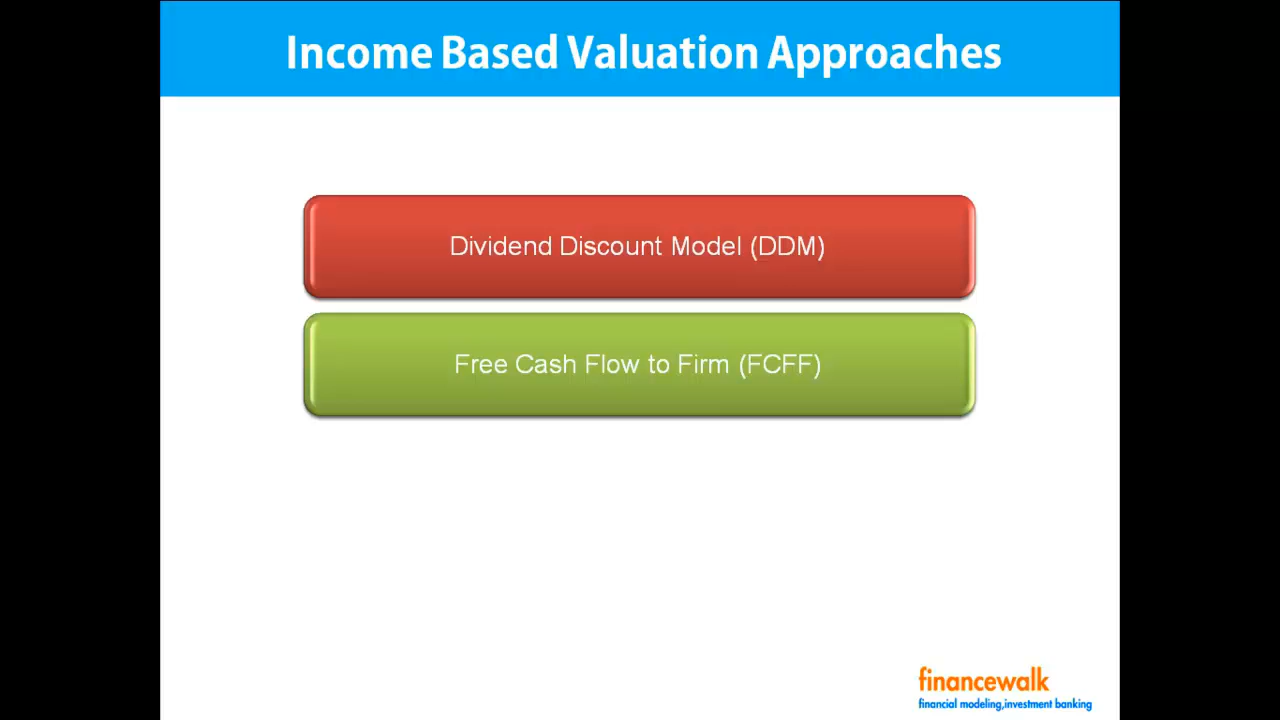 Income Based Valuation Approaches
Dividend Discount Model (DDM)
Free Cash Flow to Firm (FCFF)
financewalk
financial modeling,investment banking